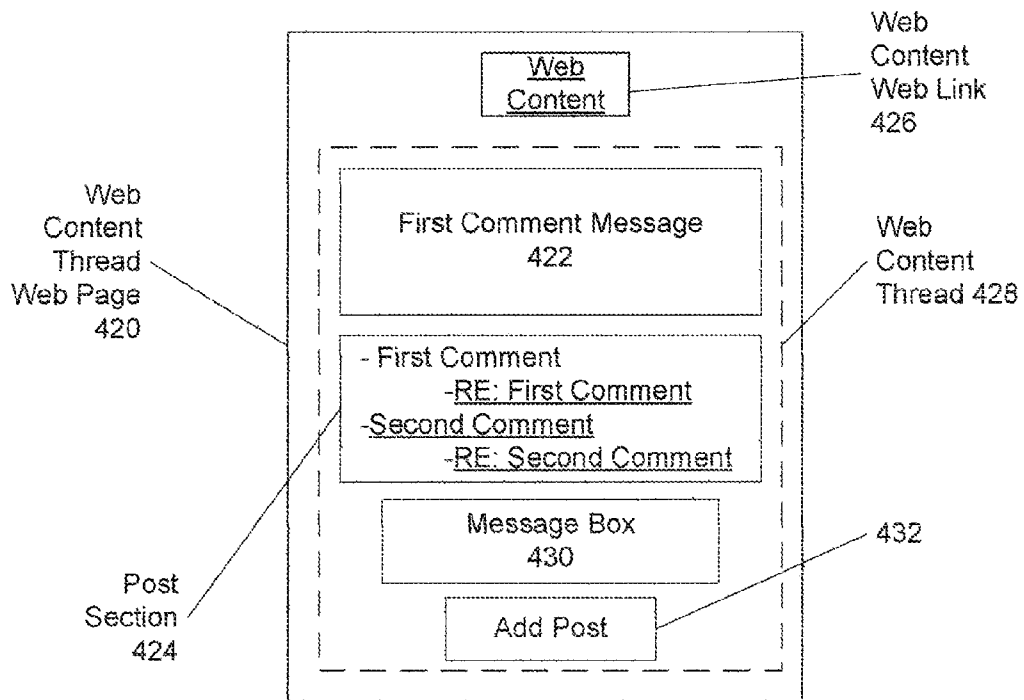 Web
Content
Web
Content
Web Link
426
Web
Content
Thread
Web Page
420
First Comment Message
422
Web
Content
Thread 428
- First Comment
-RE: First Comment
-Second Comment
-RE: Second Comment
Message Box
430
432
Post
Section
424
Add Post